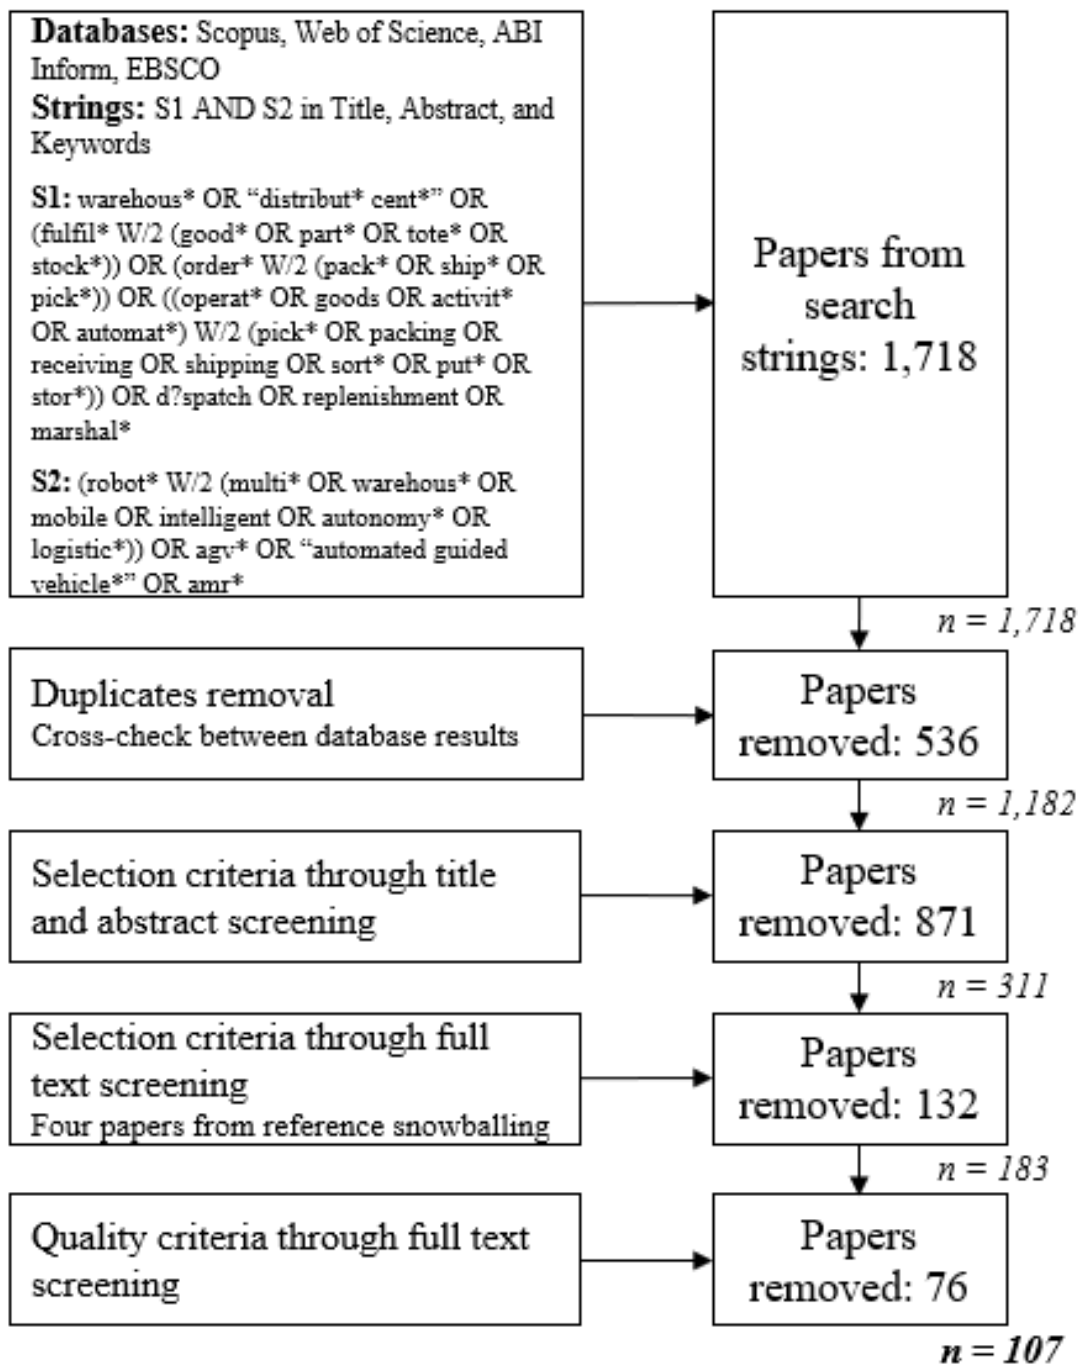 Databases: Scopus, Web of Science, ABI
Inform, EBSCO
Strings: S1 AND S2 in Title, Abstract, and
Keywords
S1: warehous* OR “distribut* cent*” OR
(fulfil* W/2 (good* OR part* OR tote* OR
stock*)) OR (order* W/2 (pack* OR ship* OR
pick*)) OR ((operat* OR goods OR activit*
OR automat*) W/2 (pick* OR packing OR
receiving OR shipping OR sort* OR put* OR
stor*)) OR d?spatch OR replenishment OR
marshal*
S2: (robot* W/2 (multi* OR warehous* OR
mobile OR intelligent OR autonomy* OR
logistic*)) OR agv* OR “automated guided
vehicle*” OR amr*
Papers from
search
strings: 1,718
n = 1,718
Duplicates removal
Cross-check between database results
Papers
removed: 536
n = 1,182
Selection criteria through title
and abstract screening
Papers
removed: 871
n = 311
Selection criteria through full
text screening
Four papers from reference snowballing
Papers
removed: 132
n = 183
Quality criteria through full text
screening
Papers
removed: 76
n = 107